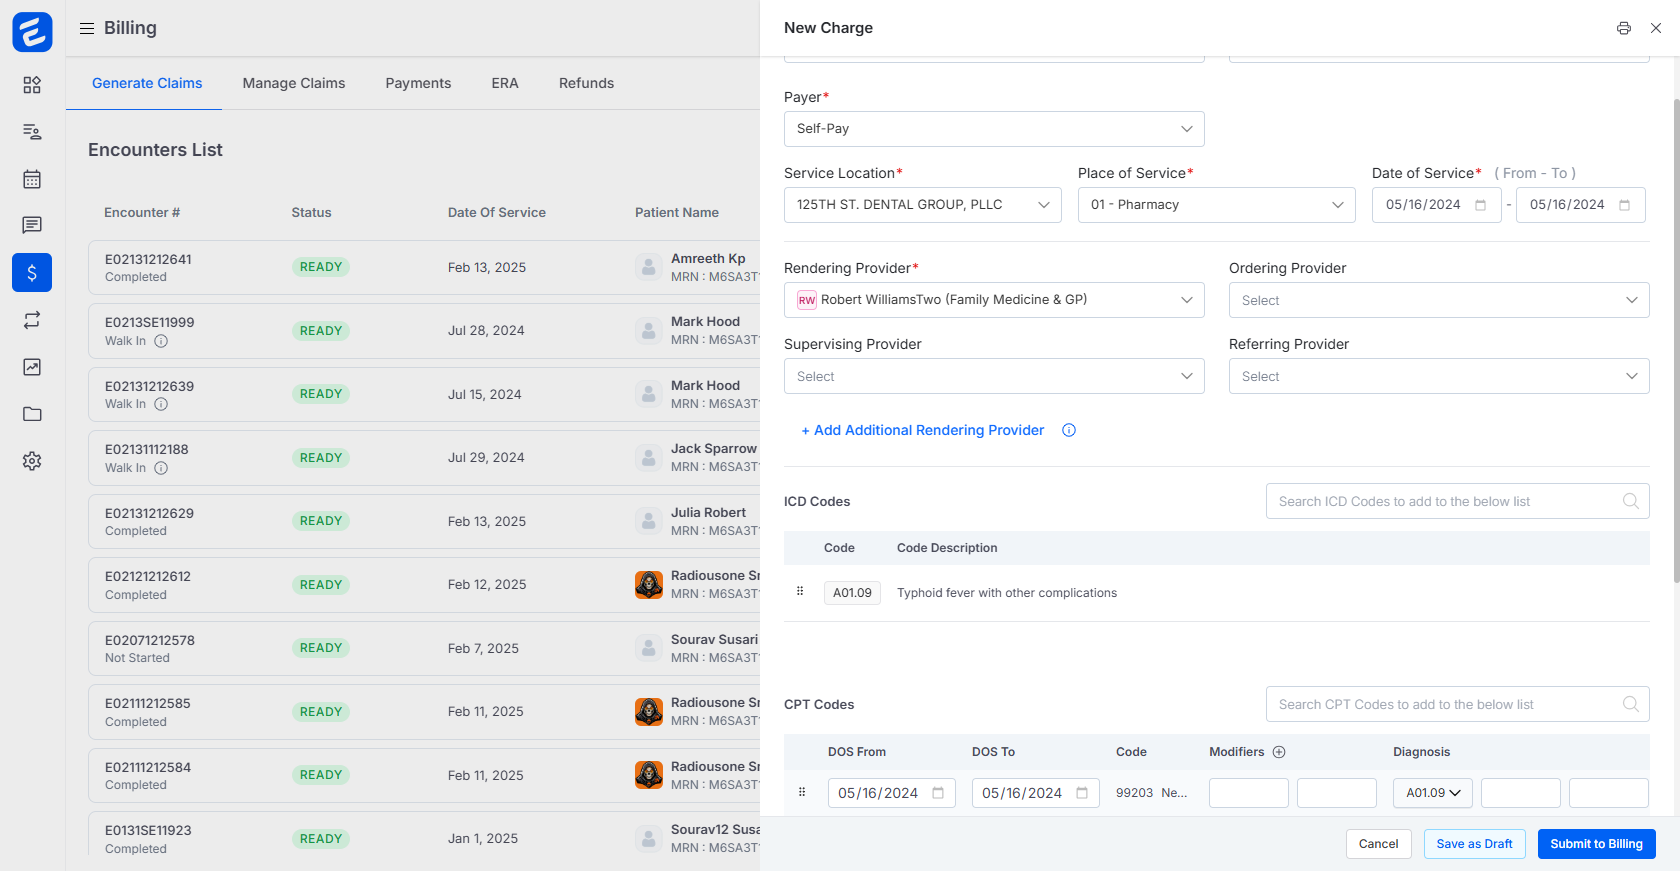 Billing
Generate Claims Manage Claims Payments ERA Refunds
Encounters List
Encounter # Status Date Of Service Patient Name
E02131212641 READY Feb 13, 2025 Amreeth Kp
Completed MRN : M6SA3T
E0213SE11999 READY Jul 28, 2024 Mark Hood
Walk In MRN : M6SA3T
E02131212639 READY Jul 15, 2024 Mark Hood
Walk In MRN : M6SA3T
E02131112188 READY Jul 29, 2024 Jack Sparrow
Walk In MRN : M6SA3T
E02131212629 READY Feb 13, 2025 Julia Robert
Completed MRN : M6SA3T
E02121212612 READY Feb 12, 2025 Radiousone Sr
Completed MRN : M6SA3T
E02071212578 READY Feb 7, 2025 Sourav Susari
Not Started MRN : M6SA3T
E02111212585 READY Feb 11, 2025 Radiousone Sr
Completed MRN : M6SA3T
E02111212584 READY Feb 11, 2025 Radiousone Sr
Completed MRN : M6SA3T
E0131SE11923 READY Jan 1, 2025 Sourav12 Susa
Completed MRN : M6SA3T
New Charge
Payer*
Self-Pay
Service Location* Place of Service* Date of Service* ( From - To )
125TH ST. DENTAL GROUP, PLLC 01 - Pharmacy 05/16/2024 - 05/16/2024
Rendering Provider* Ordering Provider
RW Robert WilliamsTwo (Family Medicine & GP) Select
Supervising Provider Referring Provider
Select Select
+ Add Additional Rendering Provider
ICD Codes Search ICD Codes to add to the below list
Code Code Description
A01.09 Typhoid fever with other complications
CPT Codes Search CPT Codes to add to the below list
DOS From DOS To Code Modifiers Diagnosis
05/16/2024 05/16/2024 99203 Ne... A01.09
Cancel Save as Draft Submit to Billing